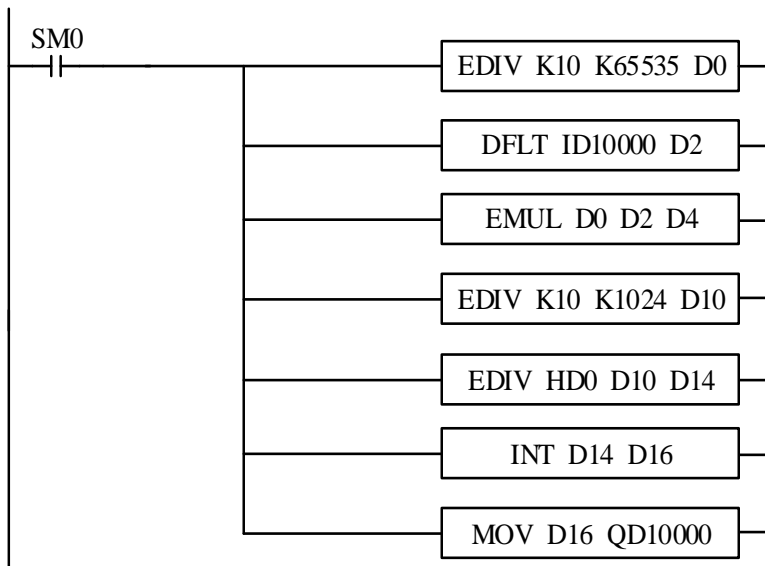 SM0
EDIV K10 K65535 D0
DFLT ID10000 D2
EMUL D0 D2 D4
EDIV K10 K1024 D10
EDIV HD0 D10 D14
INT D14 D16
MOV D16 QD10000